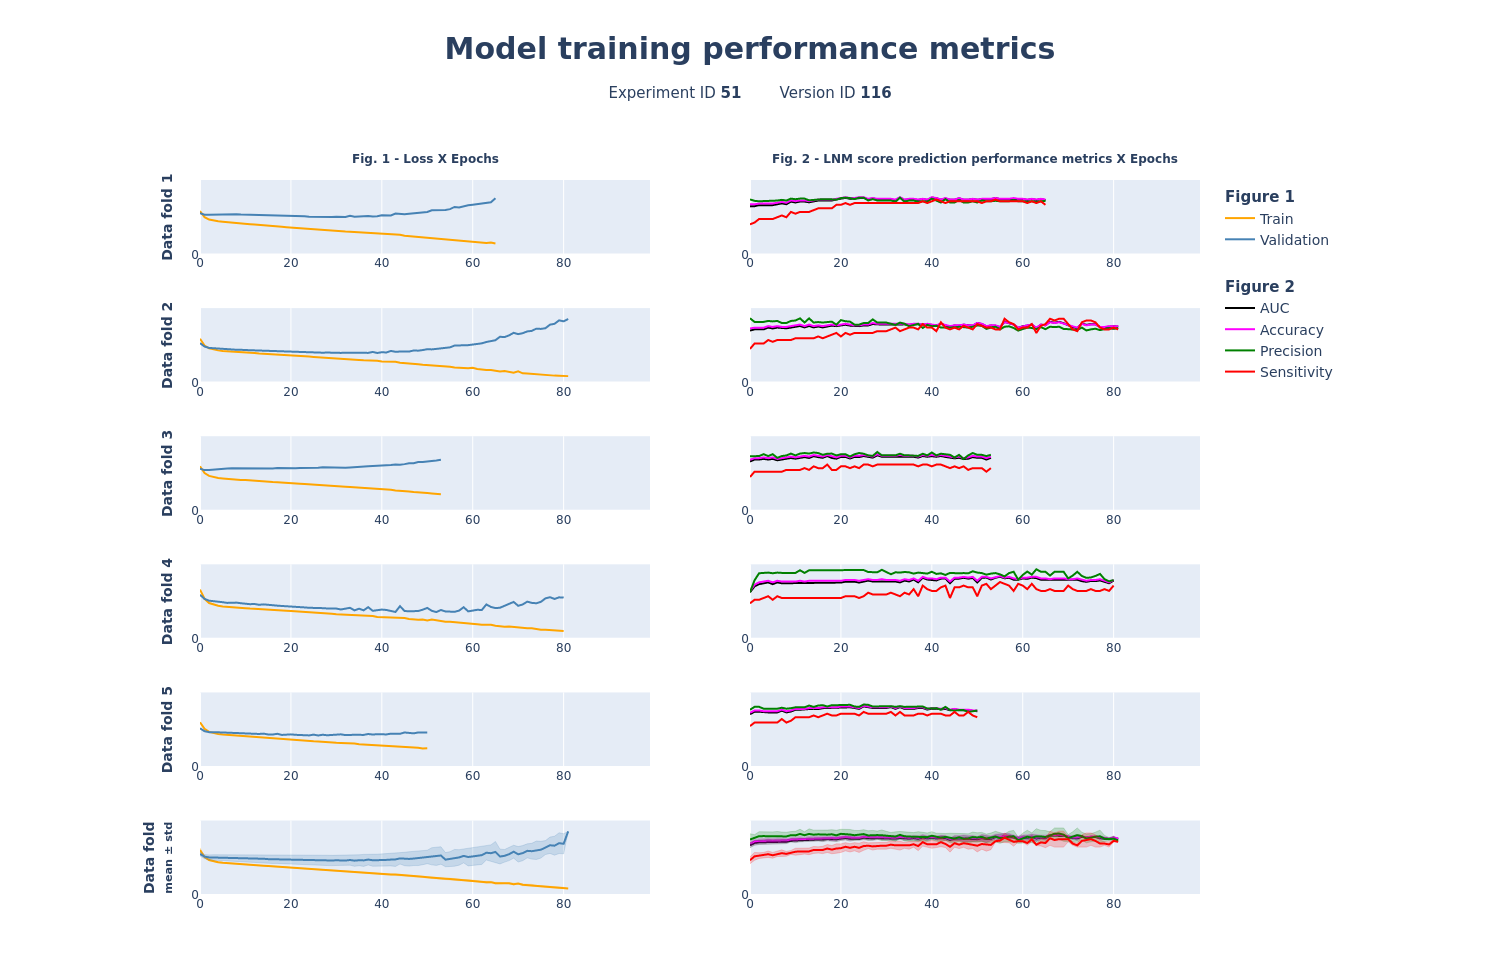 Model training performance metrics
Experiment ID 51 Version ID 116
Fig. 1 - Loss X Epochs
Fig. 2 - LNM score prediction performance metrics X Epochs
Data fold 1
0
0 20 40 60 80
0
0 20 40 60 80
Figure 1
Train
Validation
Figure 2
AUC
Accuracy
Precision
Sensitivity
Data fold 2
0
0 20 40 60 80
0
0 20 40 60 80
Data fold 3
0
0 20 40 60 80
0
0 20 40 60 80
Data fold 4
0
0 20 40 60 80
0
0 20 40 60 80
Data fold 5
0
0 20 40 60 80
0
0 20 40 60 80
Data fold
mean ± std
0
0 20 40 60 80
0
0 20 40 60 80